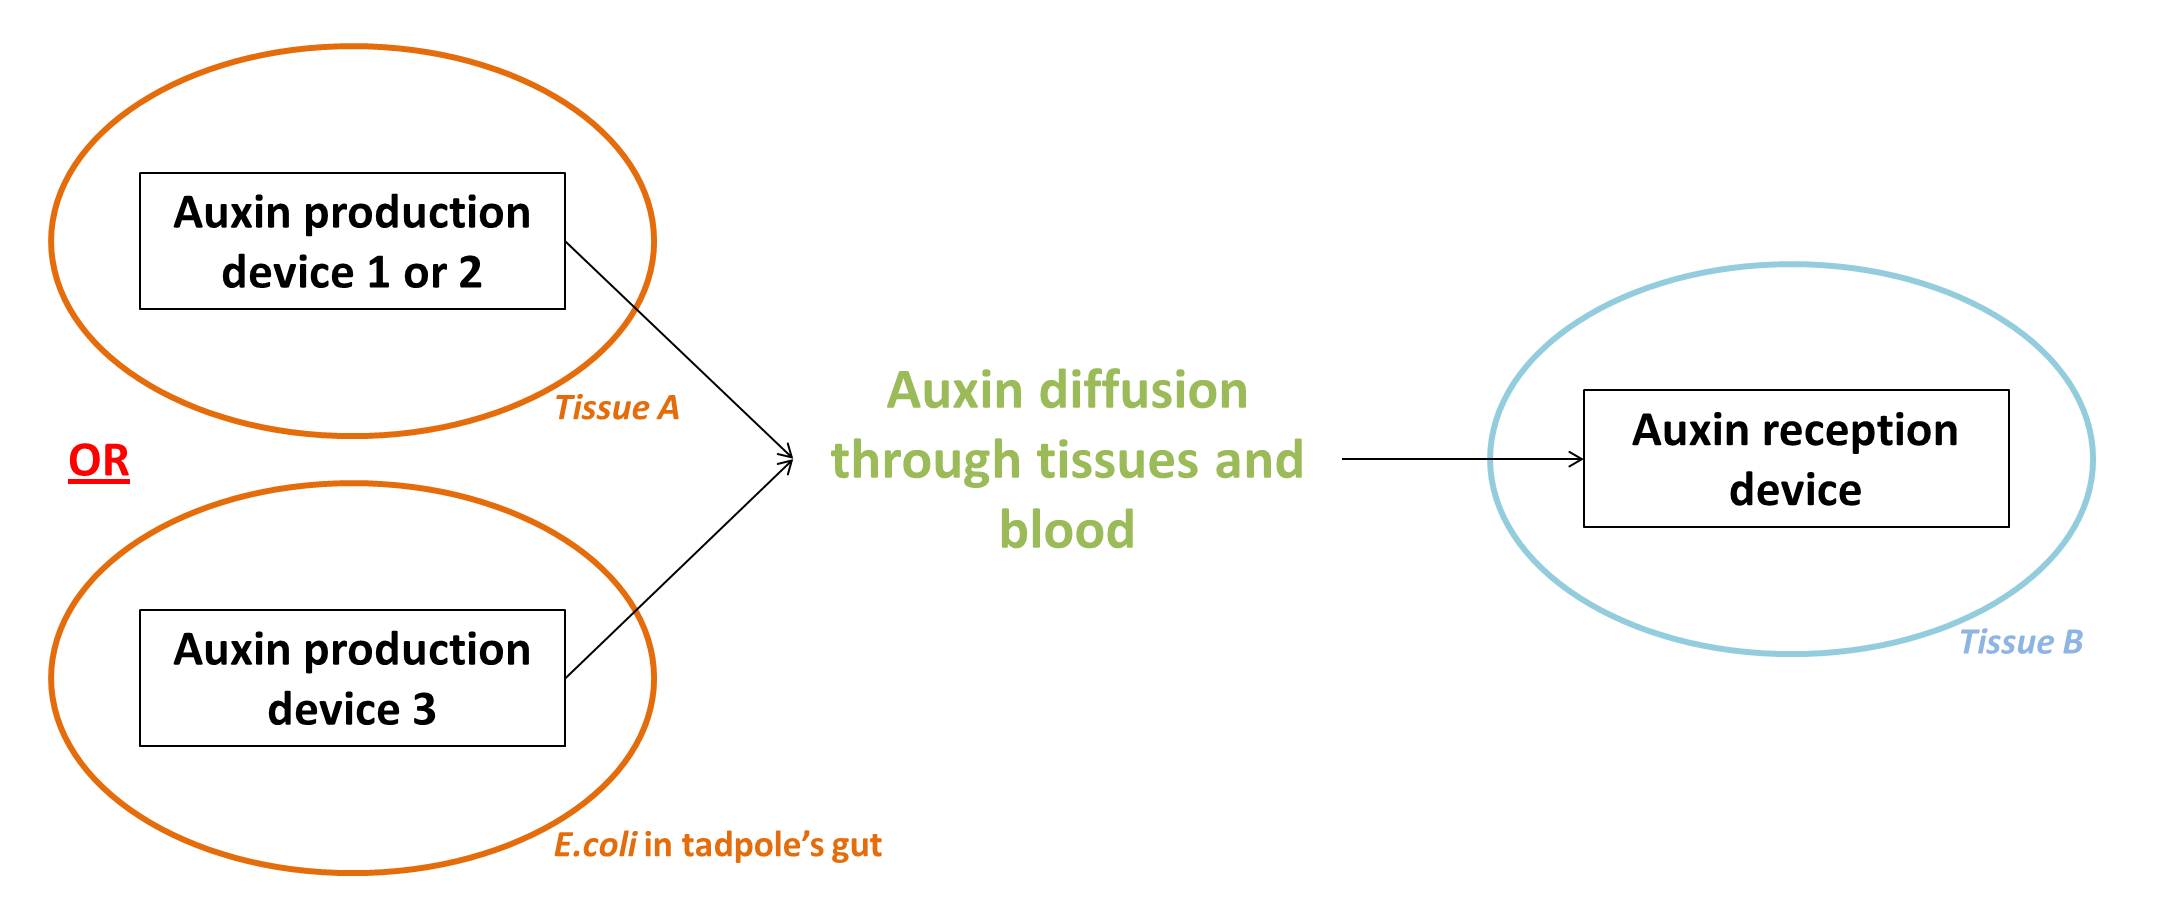 Auxin production
device 1 or 2
Tissue A
OR
Auxin production
device 3
E.coli in tadpole’s gut
Auxin diffusion
through tissues and
blood
Auxin reception
device
Tissue B